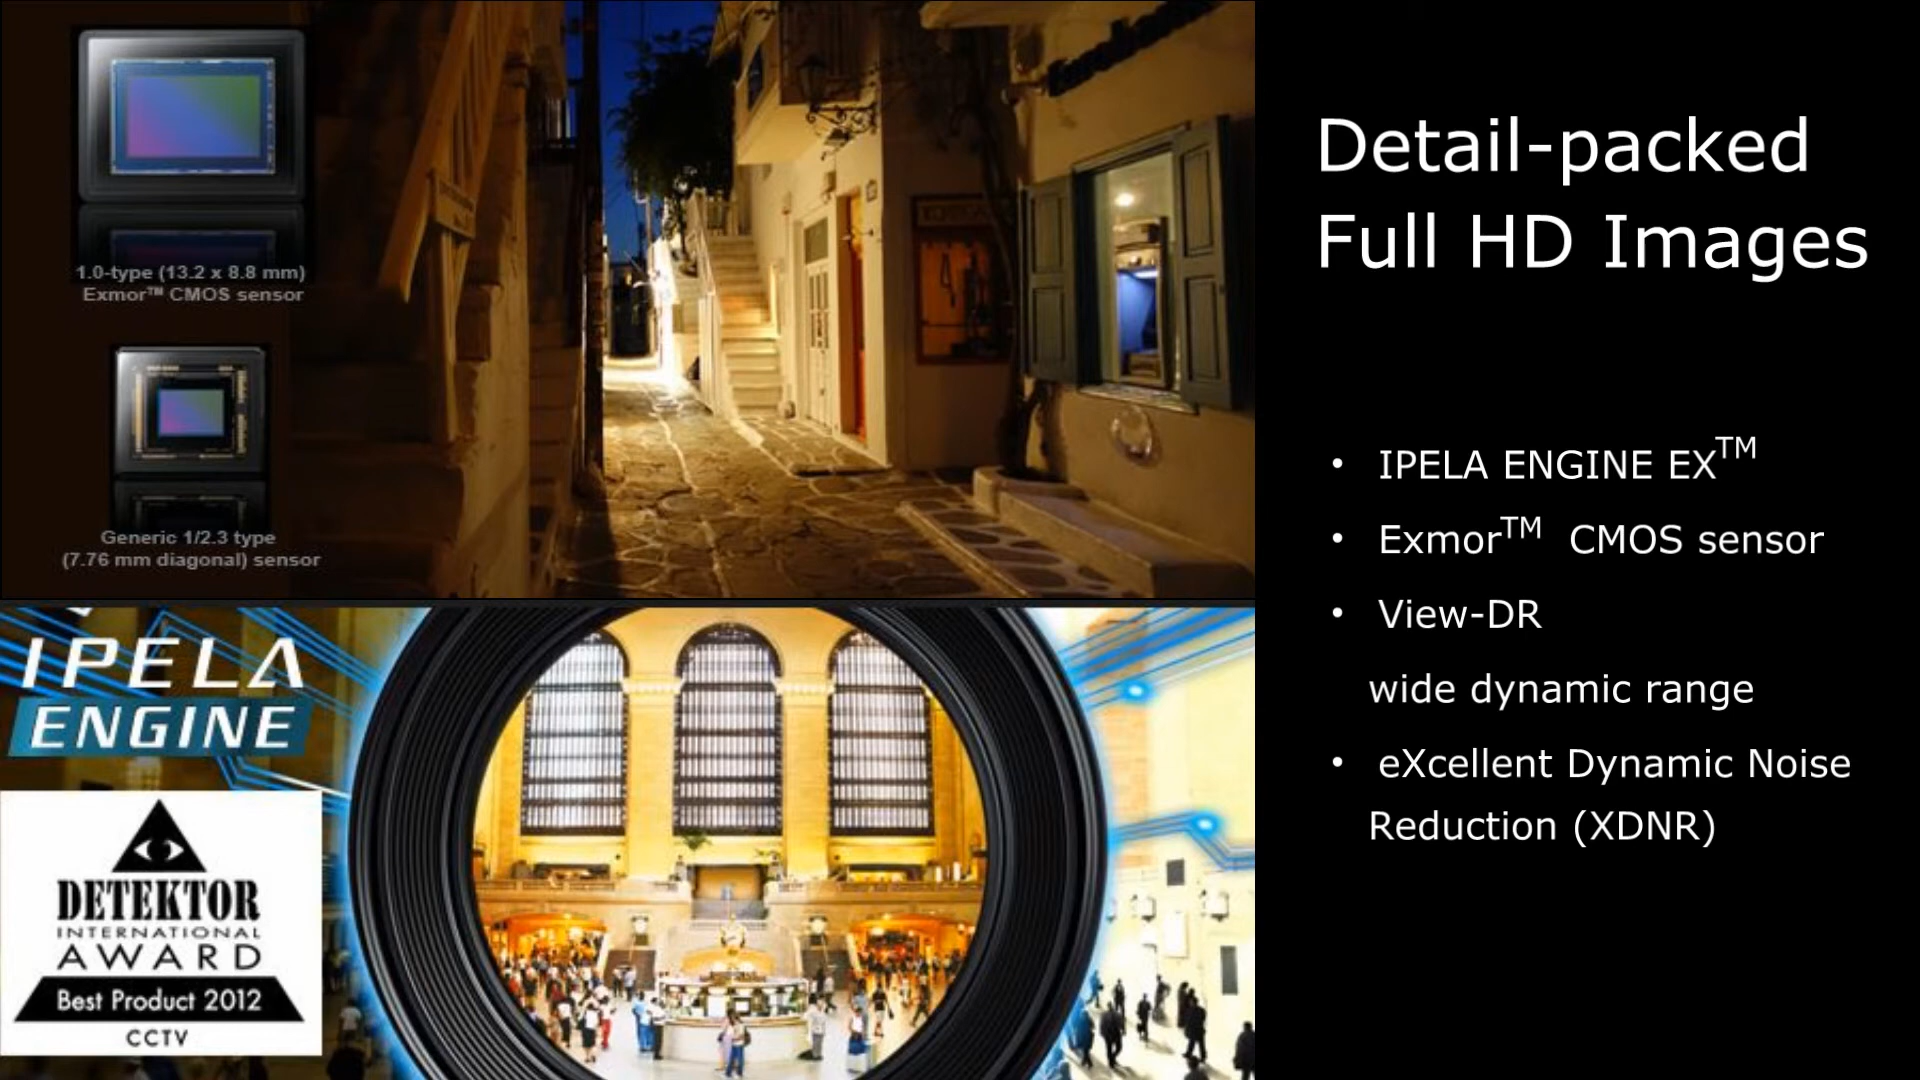 1.0-type (13.2 x 8.8 mm)
Exmor™ CMOS sensor
Generic 1/2.3 type
(7.76 mm diagonal) sensor
IPELA
ENGINE
DETEKTOR
INTERNATIONAL
AWARD
Best Product 2012
CCTV
Detail-packed
Full HD Images
• IPELA ENGINE EX™
• Exmor™ CMOS sensor
• View-DR
wide dynamic range
• eXcellent Dynamic Noise
Reduction (XDNR)